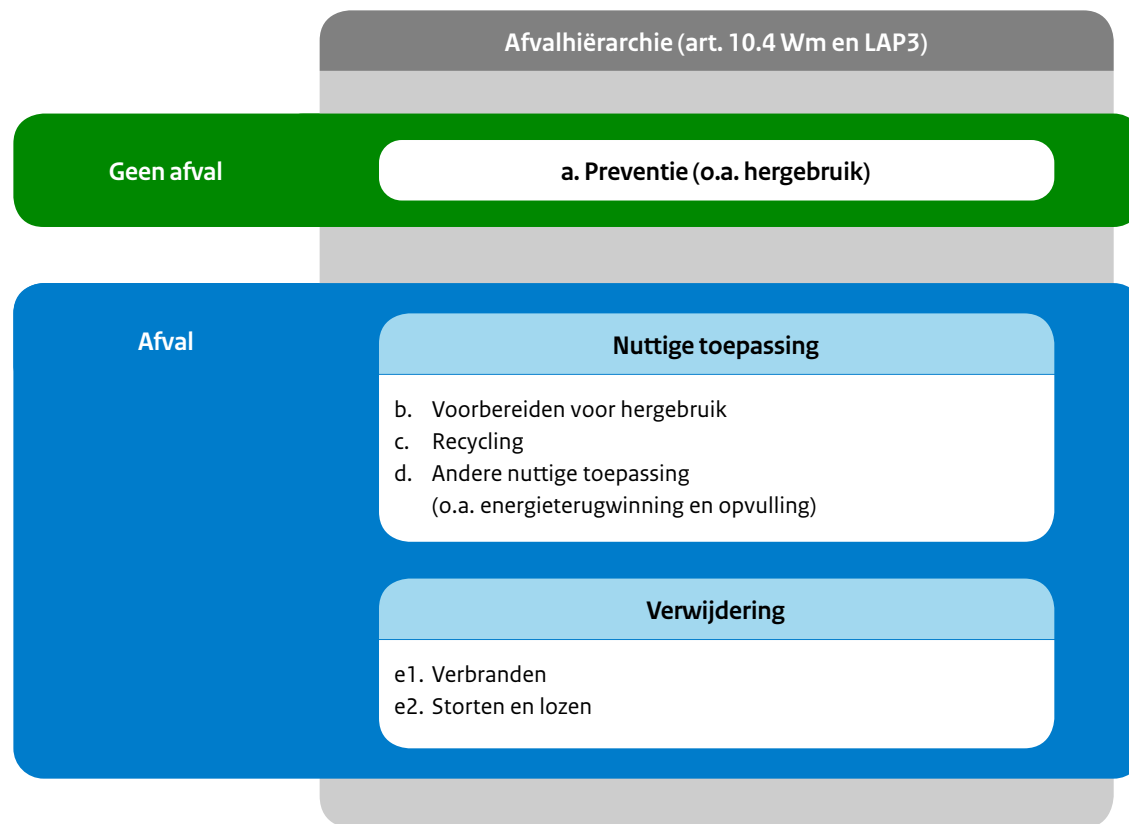 Afvalhiërarchie (art. 10.4 Wm en LAP3)
Geen afval
a. Preventie (o.a. hergebruik)
Afval
Nuttige toepassing
b. Voorbereiden voor hergebruik
c. Recycling
d. Andere nuttige toepassing
(o.a. energieterugwinning en opvulling)
Verwijdering
e1. Verbranden
e2. Storten en lozen